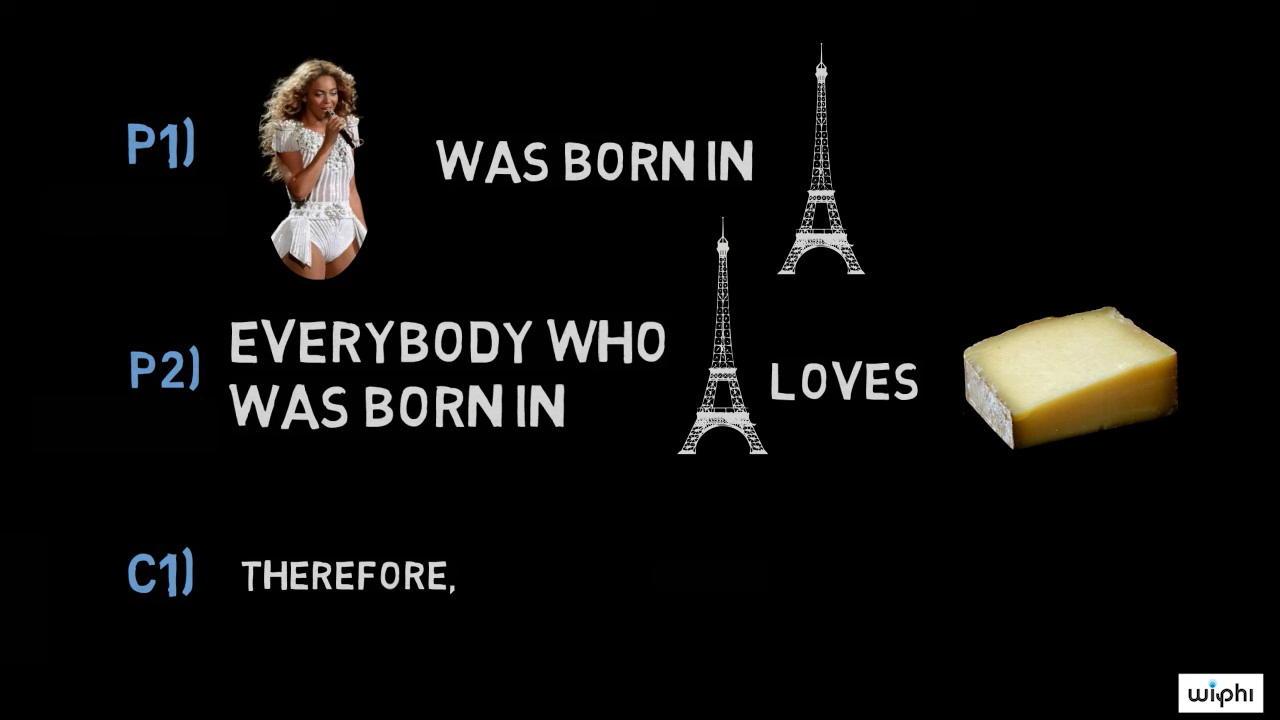 P1) WAS BORN IN
P2) EVERYBODY WHO
WAS BORN IN LOVES
C1) THEREFORE,
wiphi